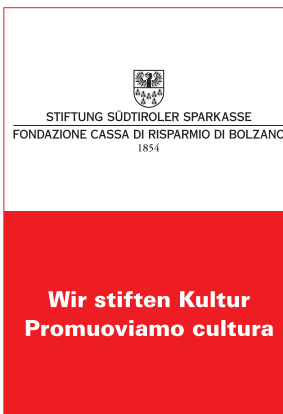 STIFTUNG SÜDTIROLER SPARKASSE
FONDAZIONE CASSA DI RISPARMIO DI BOLZANO
1854
Wir stiften Kultur
Promuoviamo cultura